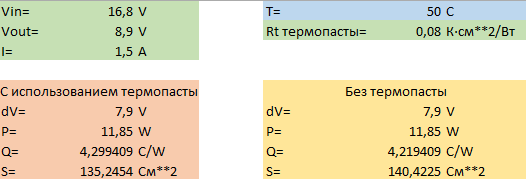 Vin= 16,8 V T= 50 C
Vout= 8,9 V Rt термопасты= 0,08 К·см**2/Вт
I= 1,5 A
С использованием термопасты Без термопасты
dV= 7,9 V dV= 7,9 V
P= 11,85 W P= 11,85 W
Q= 4,299409 C/W Q= 4,219409 C/W
S= 135,2454 См**2 S= 140,4225 См**2